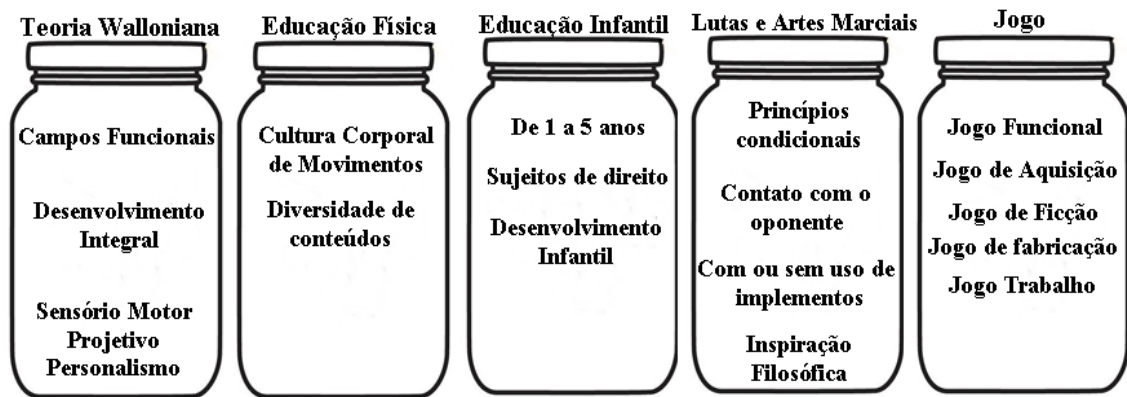 Teoria Walloniana
Campos Funcionais
Desenvolvimento
Integral
Sensório Motor
Projetivo
Personalismo
Educação Física
Cultura Corporal
de Movimentos
Diversidade de
conteúdos
Educação Infantil
De 1 a 5 anos
Sujeitos de direito
Desenvolvimento
Infantil
Lutas e Artes Marciais
Princípios
condicionais
Contato com o
oponente
Com ou sem uso de
implementos
Inspiração
Filosófica
Jogo
Jogo Funcional
Jogo de Aquisição
Jogo de Ficção
Jogo de fabricação
Jogo Trabalho